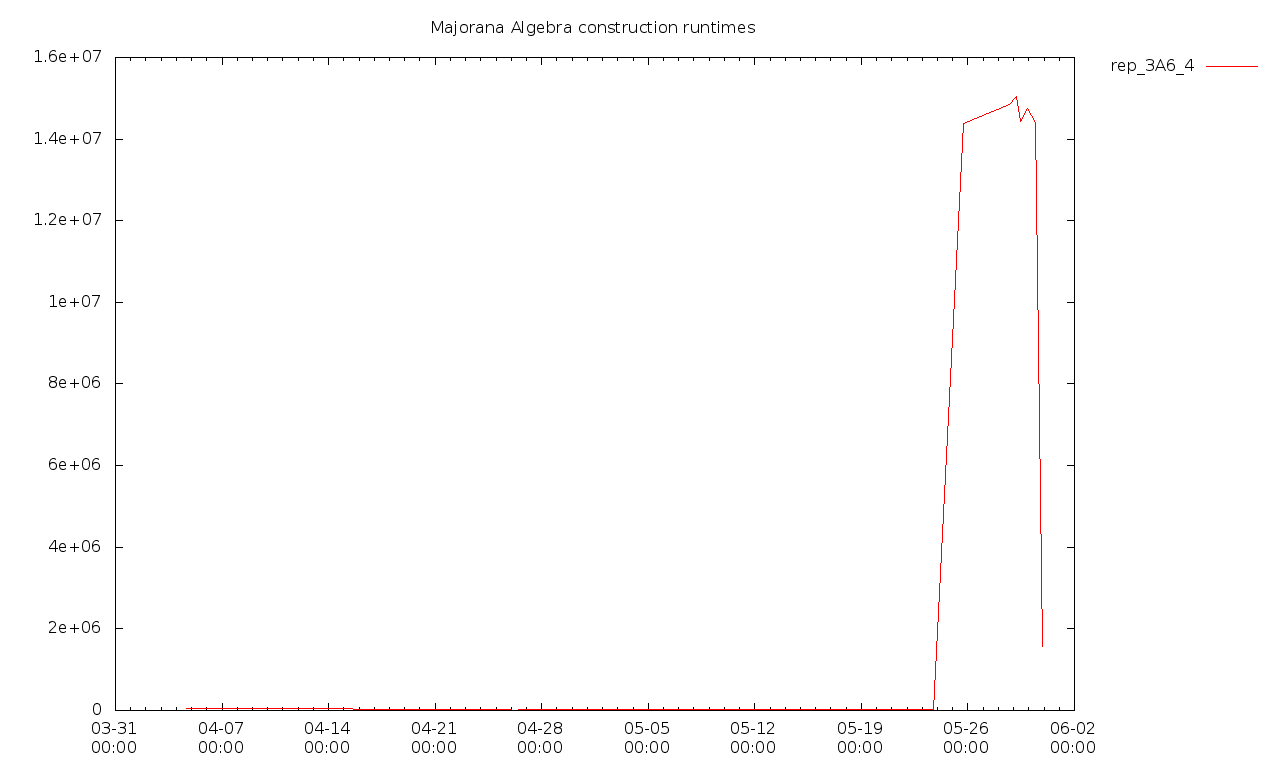 Majorana Algebra construction runtimes
rep_3A6_4
1.6e+07
1.4e+07
1.2e+07
1e+07
8e+06
6e+06
4e+06
2e+06
0
03-31 04-07 04-14 04-21 04-28 05-05 05-12 05-19 05-26 06-02
00:00 00:00 00:00 00:00 00:00 00:00 00:00 00:00 00:00 00:00